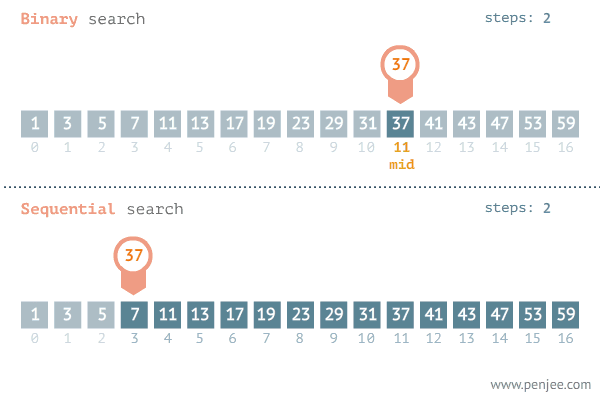 Binary search
steps: 2
37
1 3 5 7 11 13 17 19 23 29 31 37 41 43 47 53 59
0 1 2 3 4 5 6 7 8 9 10 11 12 13 14 15 16
mid
Sequential search
steps: 2
37
1 3 5 7 11 13 17 19 23 29 31 37 41 43 47 53 59
0 1 2 3 4 5 6 7 8 9 10 11 12 13 14 15 16
www.penjee.com